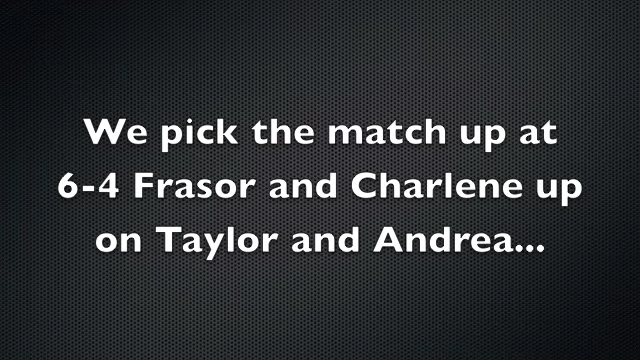 We pick the match up at
6-4 Frasor and Charlene up
on Taylor and Andrea...